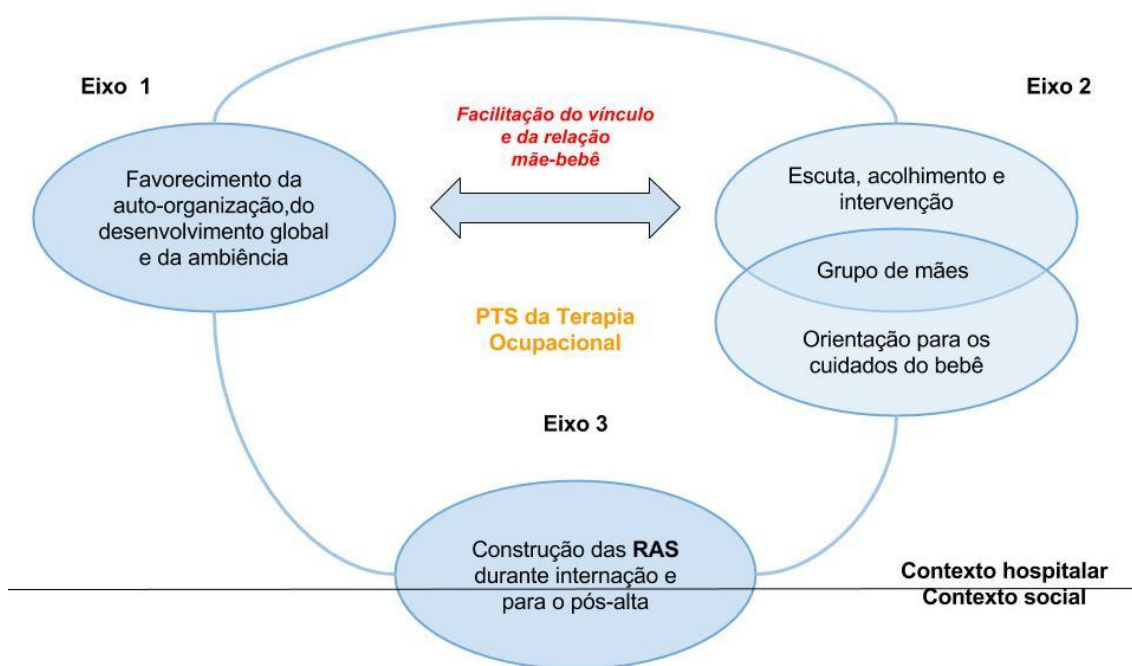 Eixo 1
Eixo 2
Facilitação do vínculo
e da relação
mãe-bebê
Favorecimento da
auto-organização,do
desenvolvimento global
e da ambiência
Escuta, acolhimento e
intervenção
Grupo de mães
Orientação para os
cuidados do bebê
PTS da Terapia
Ocupacional
Eixo 3
Construção das RAS
durante internação e
para o pós-alta
Contexto hospitalar
Contexto social